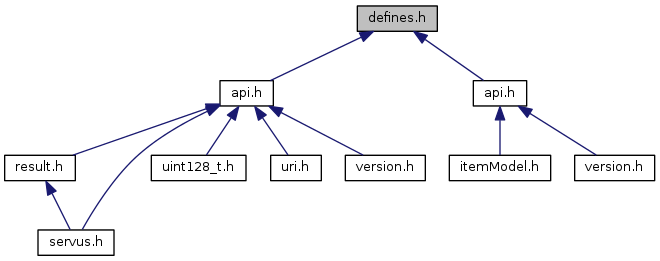 defines.h
api.h
api.h
result.h
uint128_t.h
uri.h
version.h
itemModel.h
version.h
servus.h